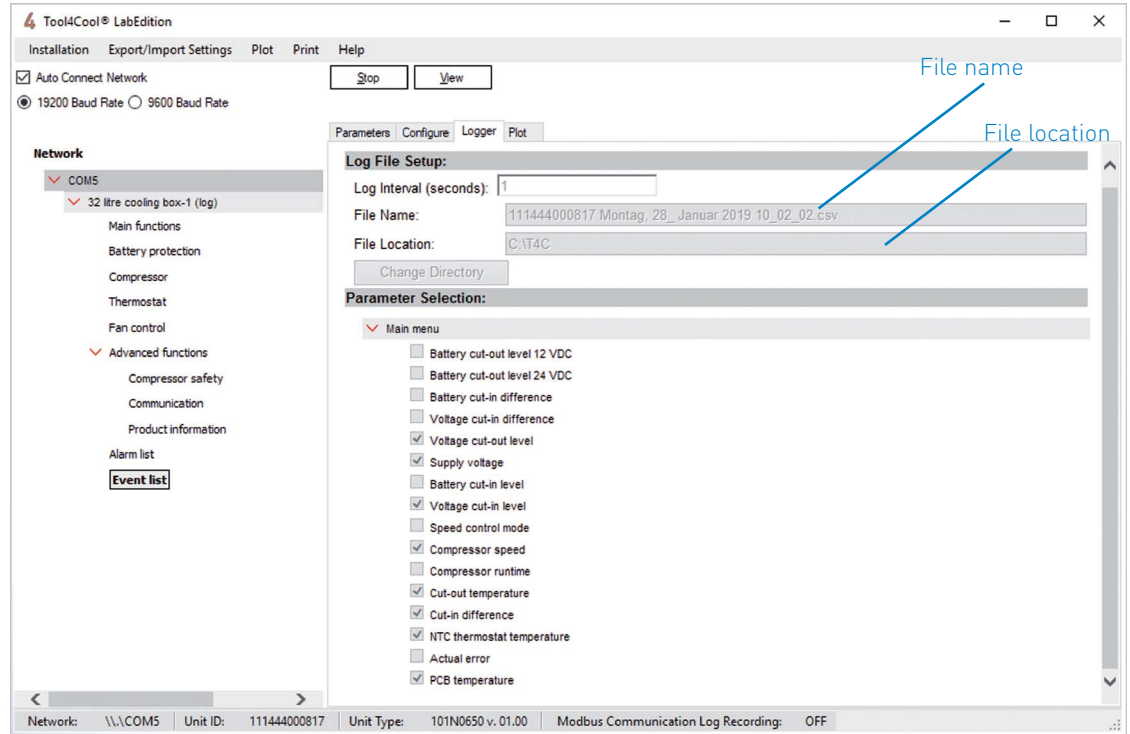 4 Tool4Cool® LabEdition
Installation Export/Import Settings Plot Print Help
Auto Connect Network
Stop View
File name
19200 Baud Rate 9600 Baud Rate
Parameters Configure Logger Plot
File location
Network
COM5
32 litre cooling box-1 (log)
Main functions
Battery protection
Compressor
Thermostat
Fan control
Advanced functions
Compressor safety
Communication
Product information
Alarm list
Event list
Log File Setup:
Log Interval (seconds): 1
File Name: 111444000817 Montag, 28_ Januar 2019 10_02_02.csv
File Location: C:\T4C
Change Directory
Parameter Selection:
Main menu
Battery cut-out level 12 VDC
Battery cut-out level 24 VDC
Battery cut-in difference
Voltage cut-in difference
Voltage cut-out level
Supply voltage
Battery cut-in level
Voltage cut-in level
Speed control mode
Compressor speed
Compressor runtime
Cut-out temperature
Cut-in difference
NTC thermostat temperature
Actual error
PCB temperature
Network: \\.\COM5 Unit ID: 111444000817 Unit Type: 101N0650 v. 01.00 Modbus Communication Log Recording: OFF